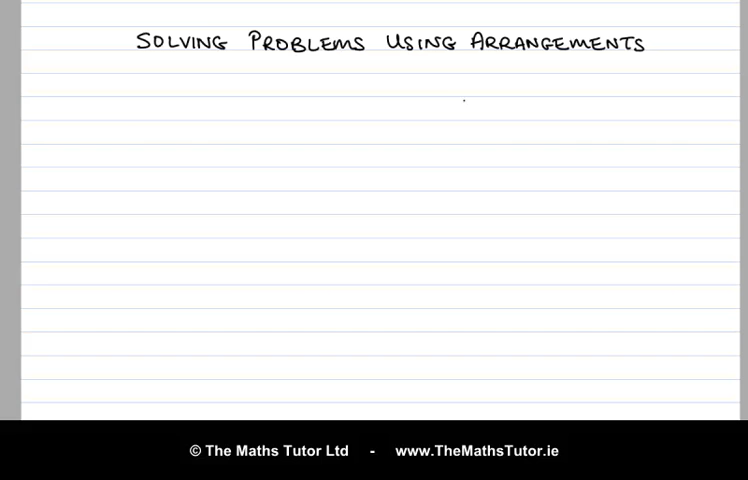 SOLVING PROBLEMS USING ARRANGEMENTS
© The Maths Tutor Ltd - www.TheMathsTutor.ie